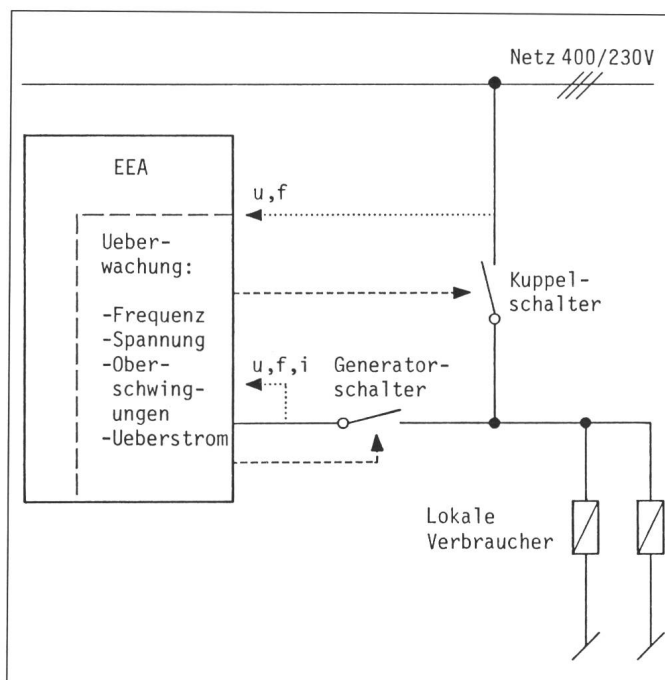 Netz 400/230V
EEA
u,f
Ueber-
wachung:
-Frequenz
-Spannung
-Ober-
schwing-
ungen
-Ueberstrom
Kuppel-
schalter
u,f,i
Generator-
schalter
Lokale
Verbraucher